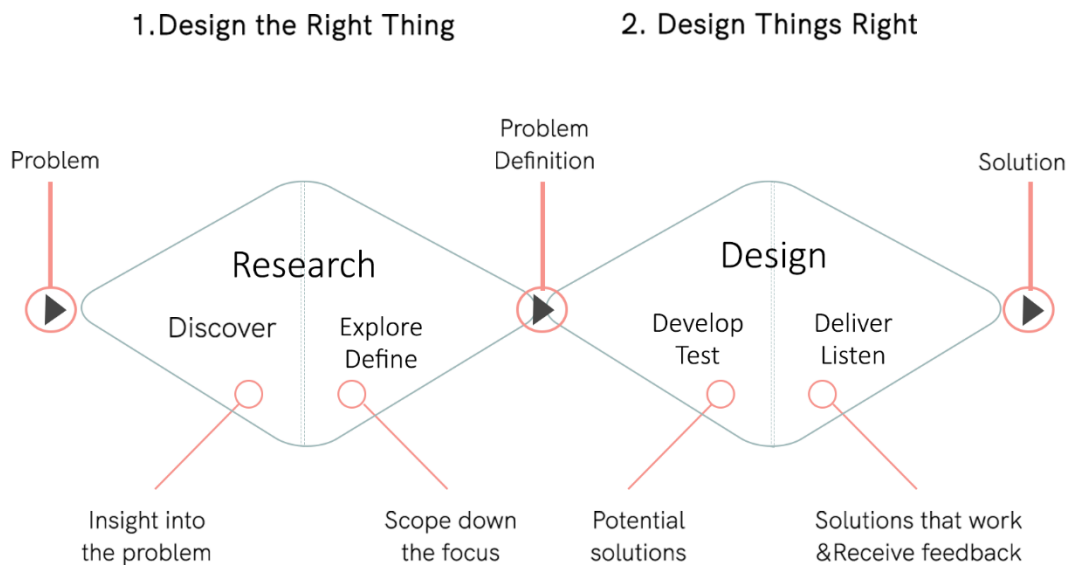 1.Design the Right Thing
2. Design Things Right
Problem
Problem
Definition
Solution
Research
Design
Discover
Explore
Define
Develop
Test
Deliver
Listen
Insight into
the problem
Scope down
the focus
Potential
solutions
Solutions that work
&Receive feedback